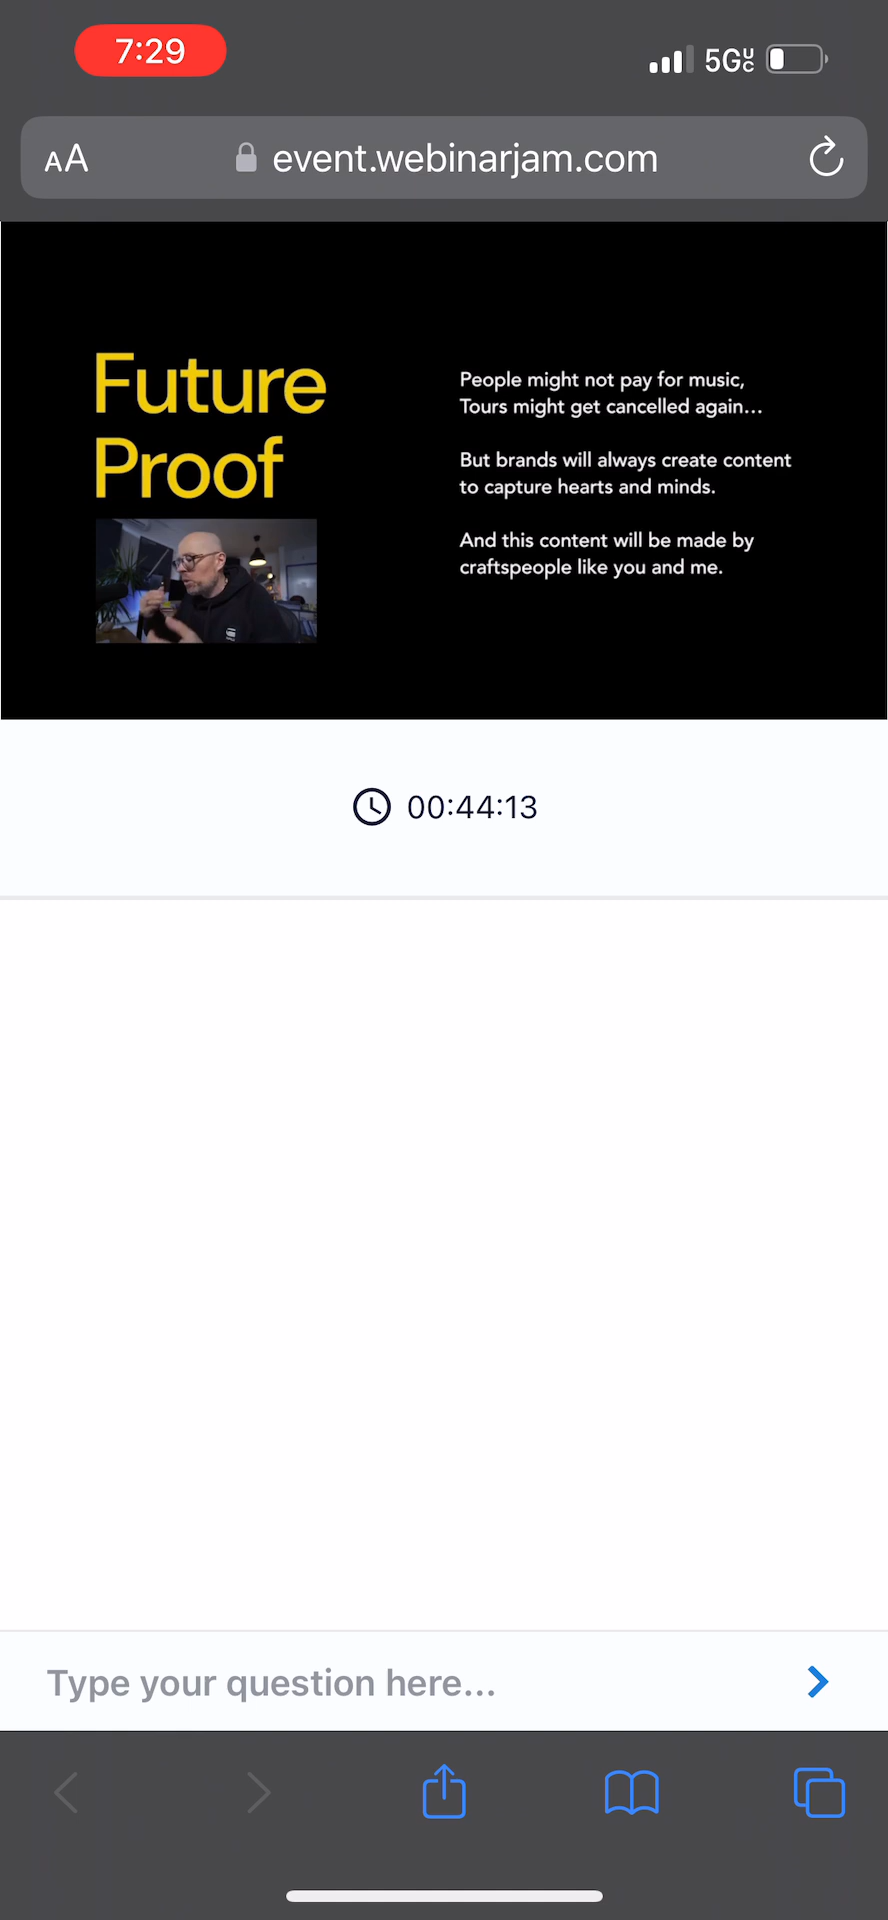 7:29
5GUC
AA
event.webinarjam.com
Future
Proof
People might not pay for music,
Tours might get cancelled again...
But brands will always create content
to capture hearts and minds.
And this content will be made by
craftspeople like you and me.
00:44:13
Type your question here...